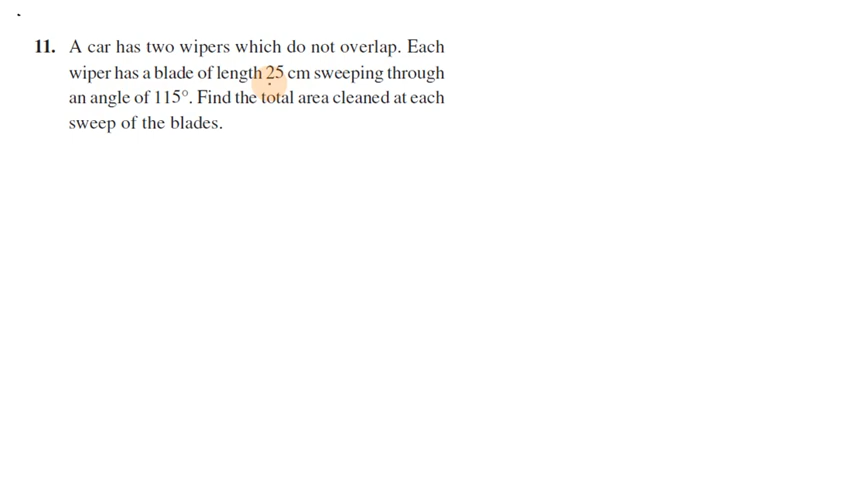 11. A car has two wipers which do not overlap. Each
wiper has a blade of length 25 cm sweeping through
an angle of 115°. Find the total area cleaned at each
sweep of the blades.